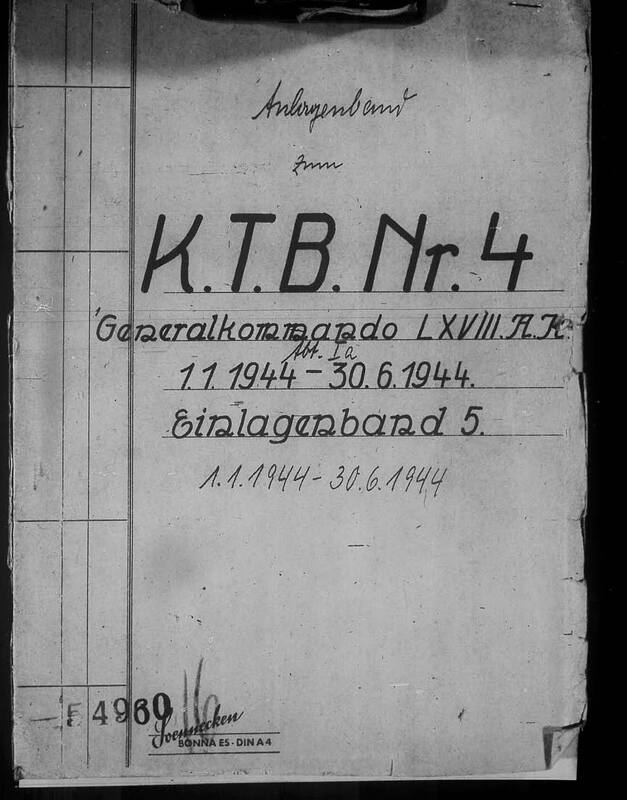 Anlagenband
zum
K.T.B. Nr. 4
Generalkommando LXVIII. A.K.
Abt. Ia
1.1.1944 - 30.6.1944.
Einlagenband 5.
1.1.1944 - 30.6.1944
4960
Soennecken
BONNA ES-DIN A4